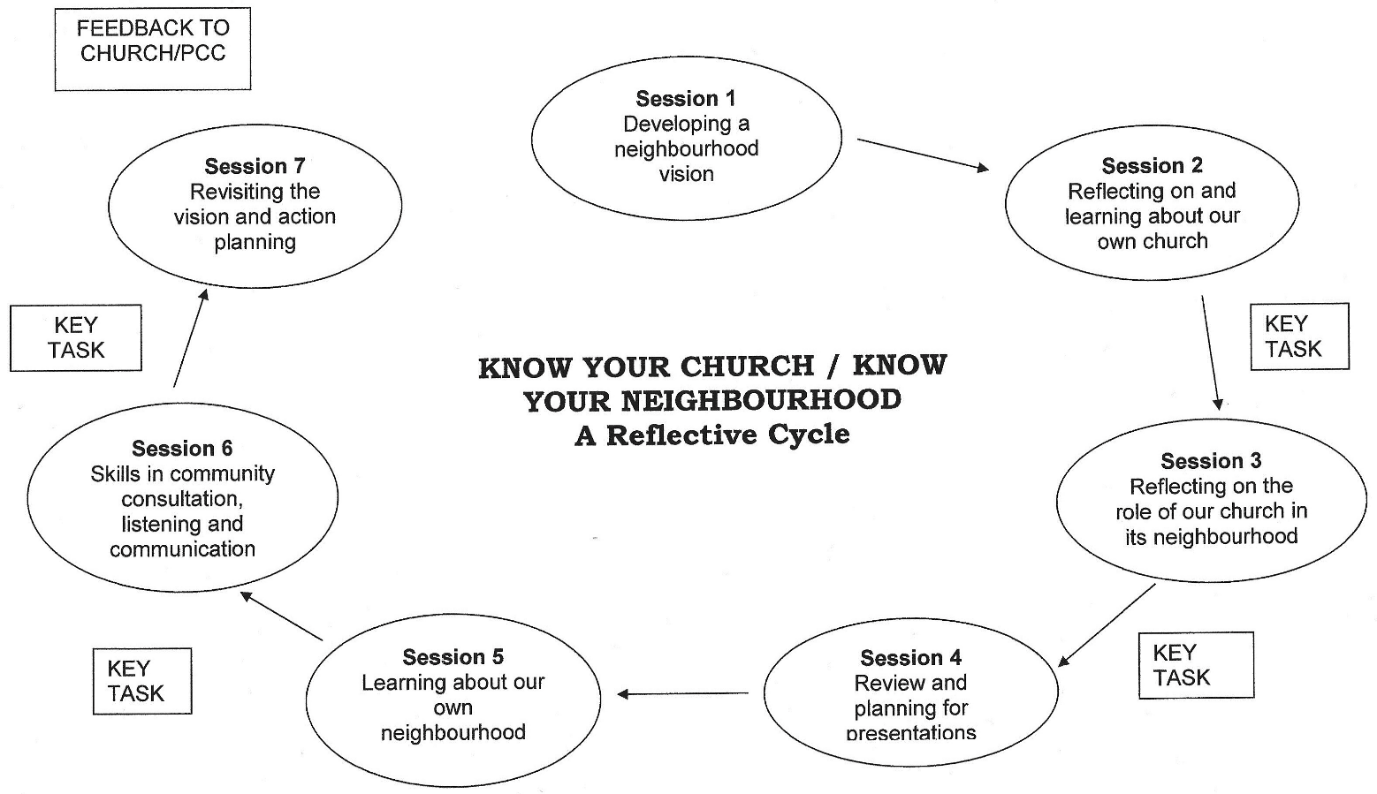 FEEDBACK TO
CHURCH/PCC
Session 1
Developing a
neighbourhood
vision
Session 2
Reflecting on and
learning about our
own church
KEY
TASK
Session 3
Reflecting on the
role of our church in
its neighbourhood
KEY
TASK
Session 4
Review and
planning for
presentations
Session 5
Learning about our
own
neighbourhood
KEY
TASK
Session 6
Skills in community
consultation,
listening and
communication
KEY
TASK
Session 7
Revisiting the
vision and action
planning
KNOW YOUR CHURCH / KNOW
YOUR NEIGHBOURHOOD
A Reflective Cycle